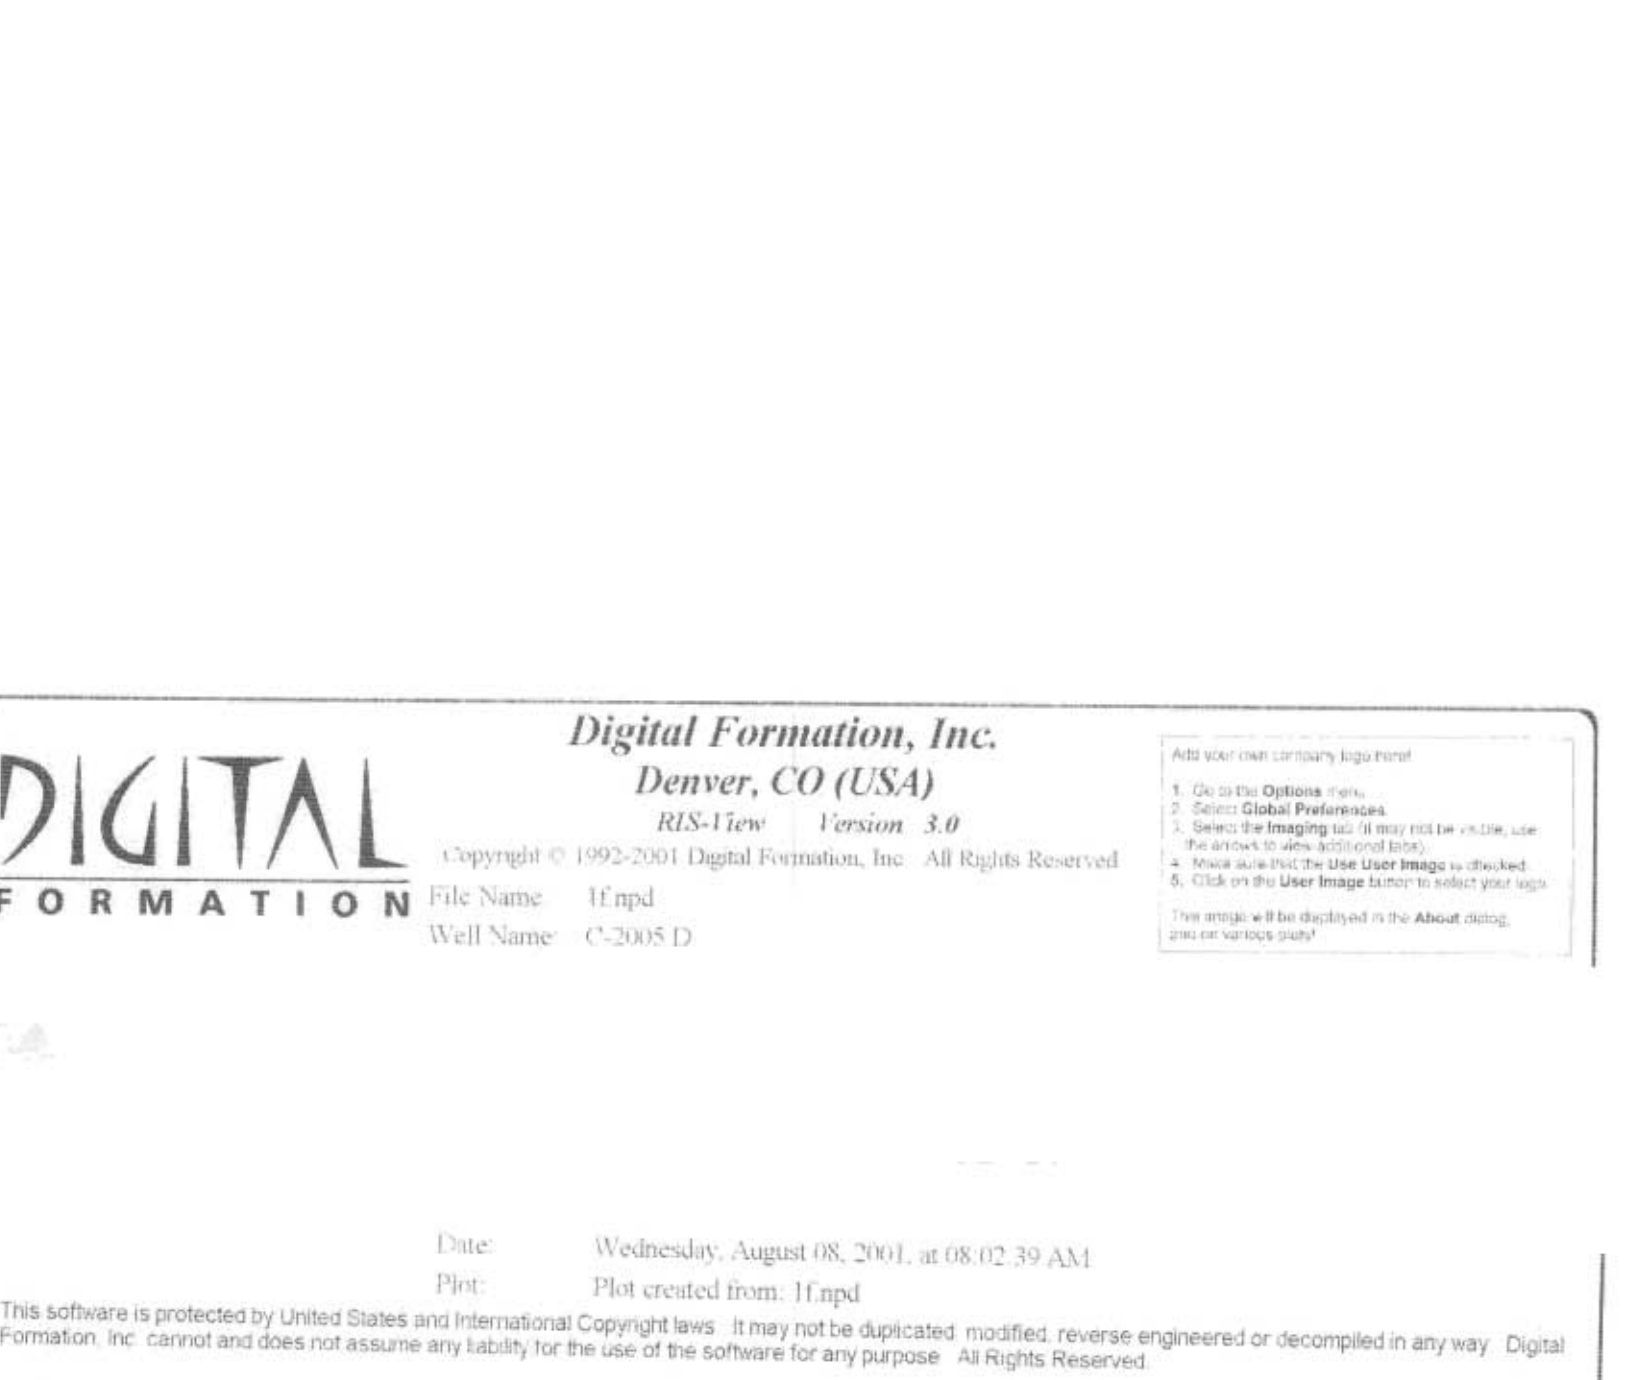 DIGITAL
FORMATION
Digital Formation, Inc.
Denver, CO (USA)
RIS-View Version 3.0
Copyright © 1992-2001 Digital Formation, Inc All Rights Reserved
File Name 1f.npd
Well Name: C-2005 D
Add your own company logo here!
1. Go to the Options menu.
2. Select Global Preferences.
3. Select the Imaging tab (it may not be visible, use
the arrows to view additional tabs).
4. Make sure that the Use User Image is checked.
5. Click on the User Image button to select your logo.
This image will be displayed in the About dialog,
and on various plots!
Date: Wednesday, August 08, 2001, at 08:02:39 AM
Plot: Plot created from: 1f.npd
This software is protected by United States and International Copyright laws It may not be duplicated, modified, reverse engineered or decompiled in any way Digital
Formation, Inc cannot and does not assume any liability for the use of the software for any purpose All Rights Reserved.